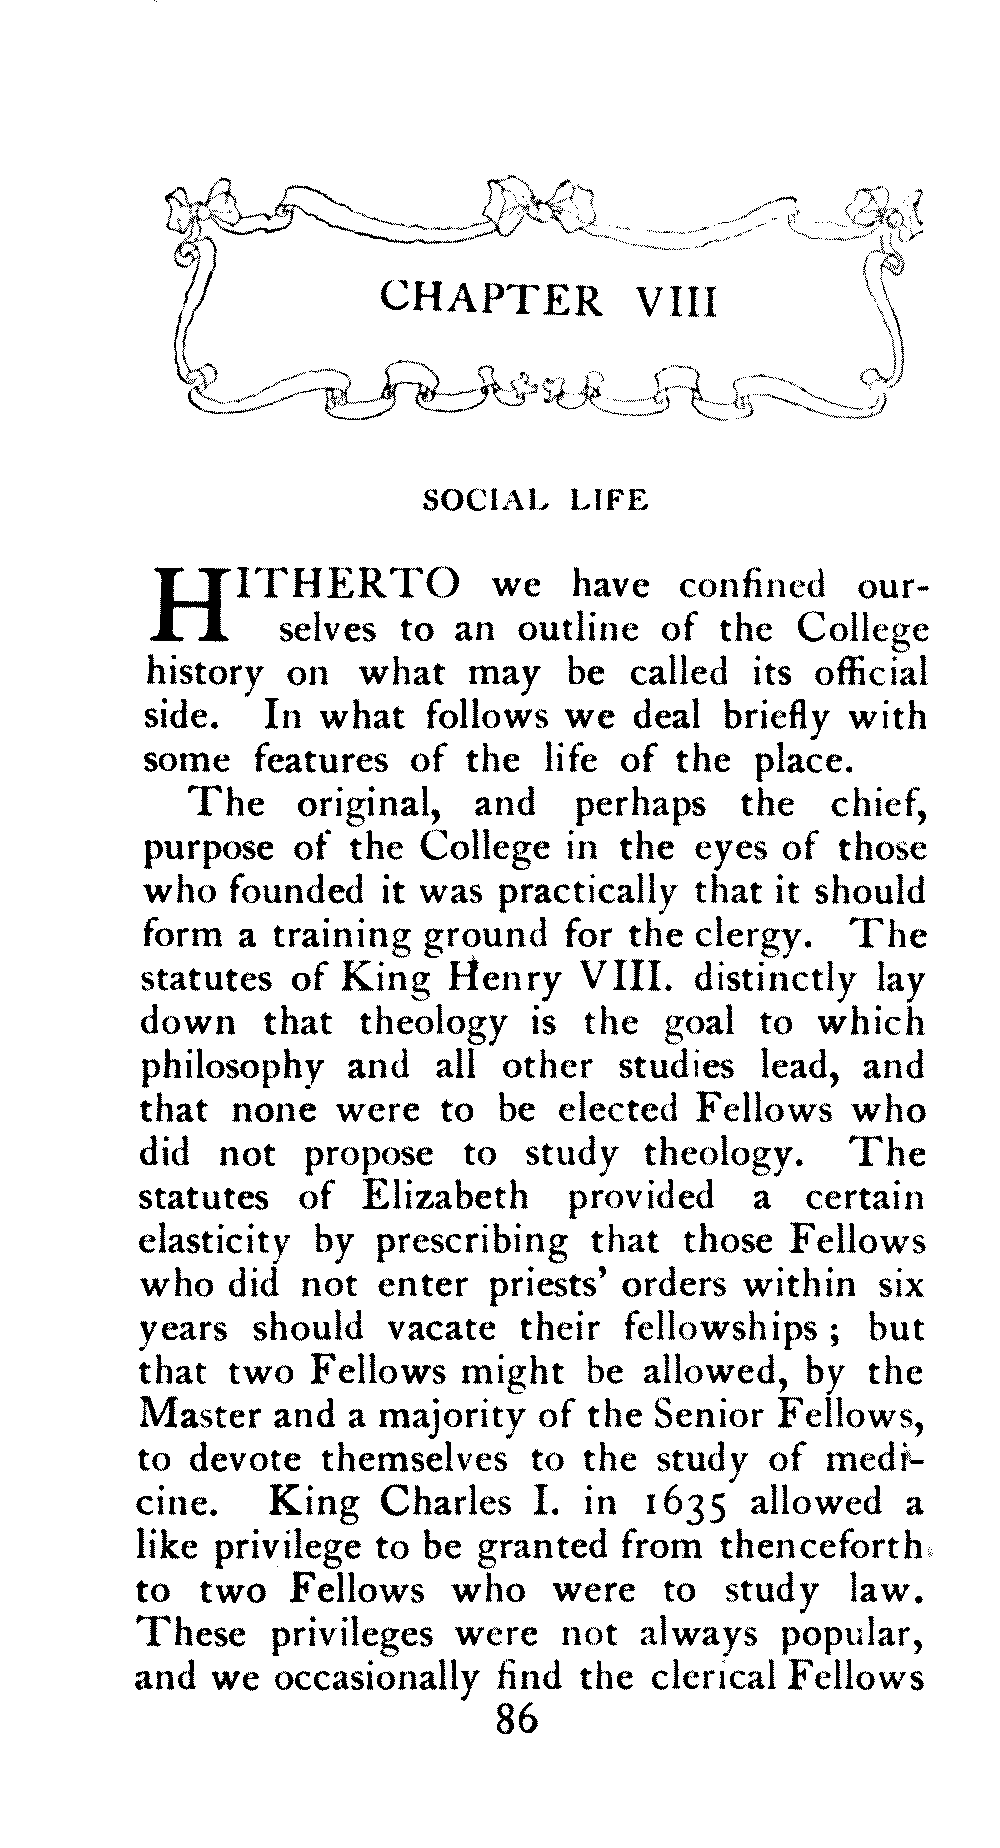 CHAPTER VIII
SOCIAL LIFE
HITHERTO we have confined our-
selves to an outline of the College
history on what may be called its official
side. In what follows we deal briefly with
some features of the life of the place.
The original, and perhaps the chief,
purpose of the College in the eyes of those
who founded it was practically that it should
form a training ground for the clergy. The
statutes of King Henry VIII. distinctly lay
down that theology is the goal to which
philosophy and all other studies lead, and
that none were to be elected Fellows who
did not propose to study theology. The
statutes of Elizabeth provided a certain
elasticity by prescribing that those Fellows
who did not enter priests' orders within six
years should vacate their fellowships ; but
that two Fellows might be allowed, by the
Master and a majority of the Senior Fellows,
to devote themselves to the study of medi-
cine. King Charles I. in 1635 allowed a
like privilege to be granted from thenceforth
to two Fellows who were to study law.
These privileges were not always popular,
and we occasionally find the clerical Fellows
86